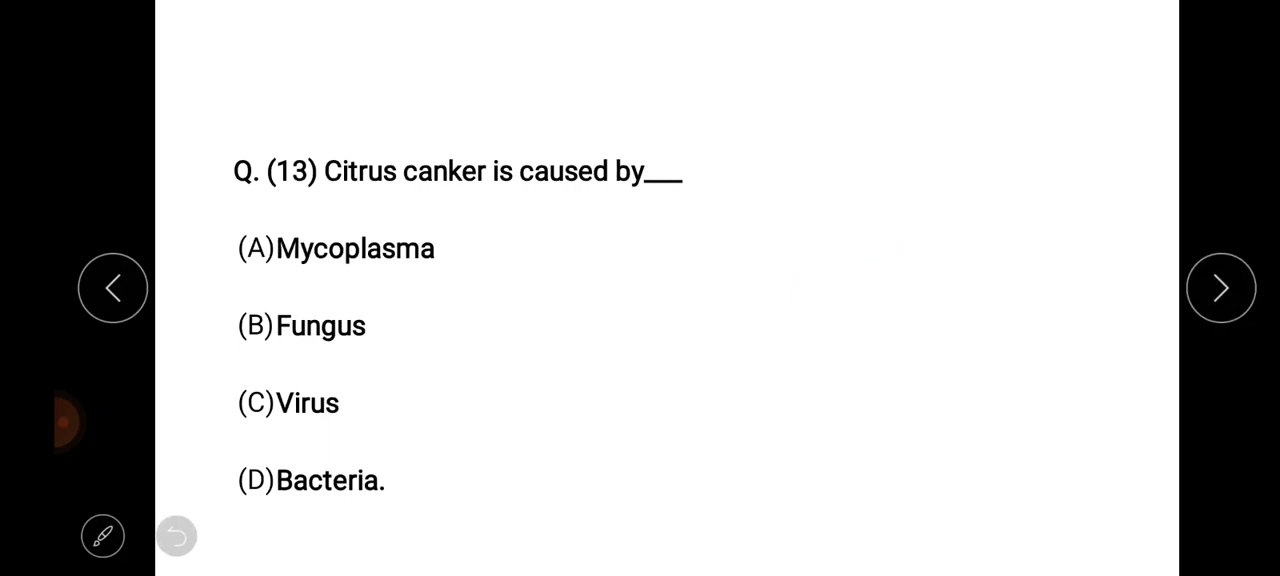 Q. (13) Citrus canker is caused by___
(A)Mycoplasma
(B)Fungus
(C)Virus
(D)Bacteria.